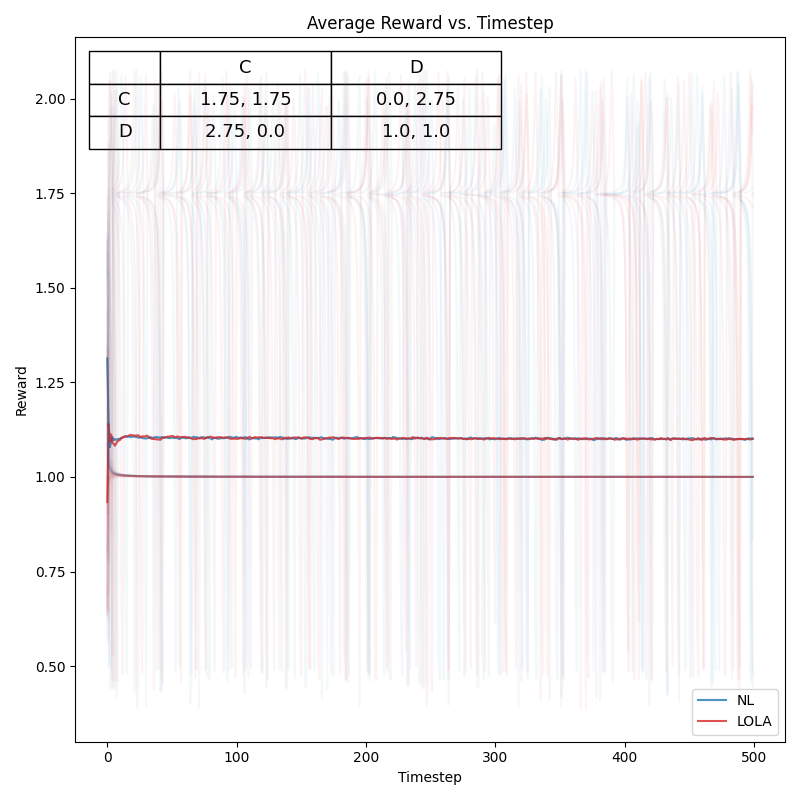 Average Reward vs. Timestep
C D
C 1.75, 1.75 0.0, 2.75
D 2.75, 0.0 1.0, 1.0
2.00
1.75
1.50
1.25
1.00
0.75
0.50
Reward
NL
LOLA
0 100 200 300 400 500
Timestep